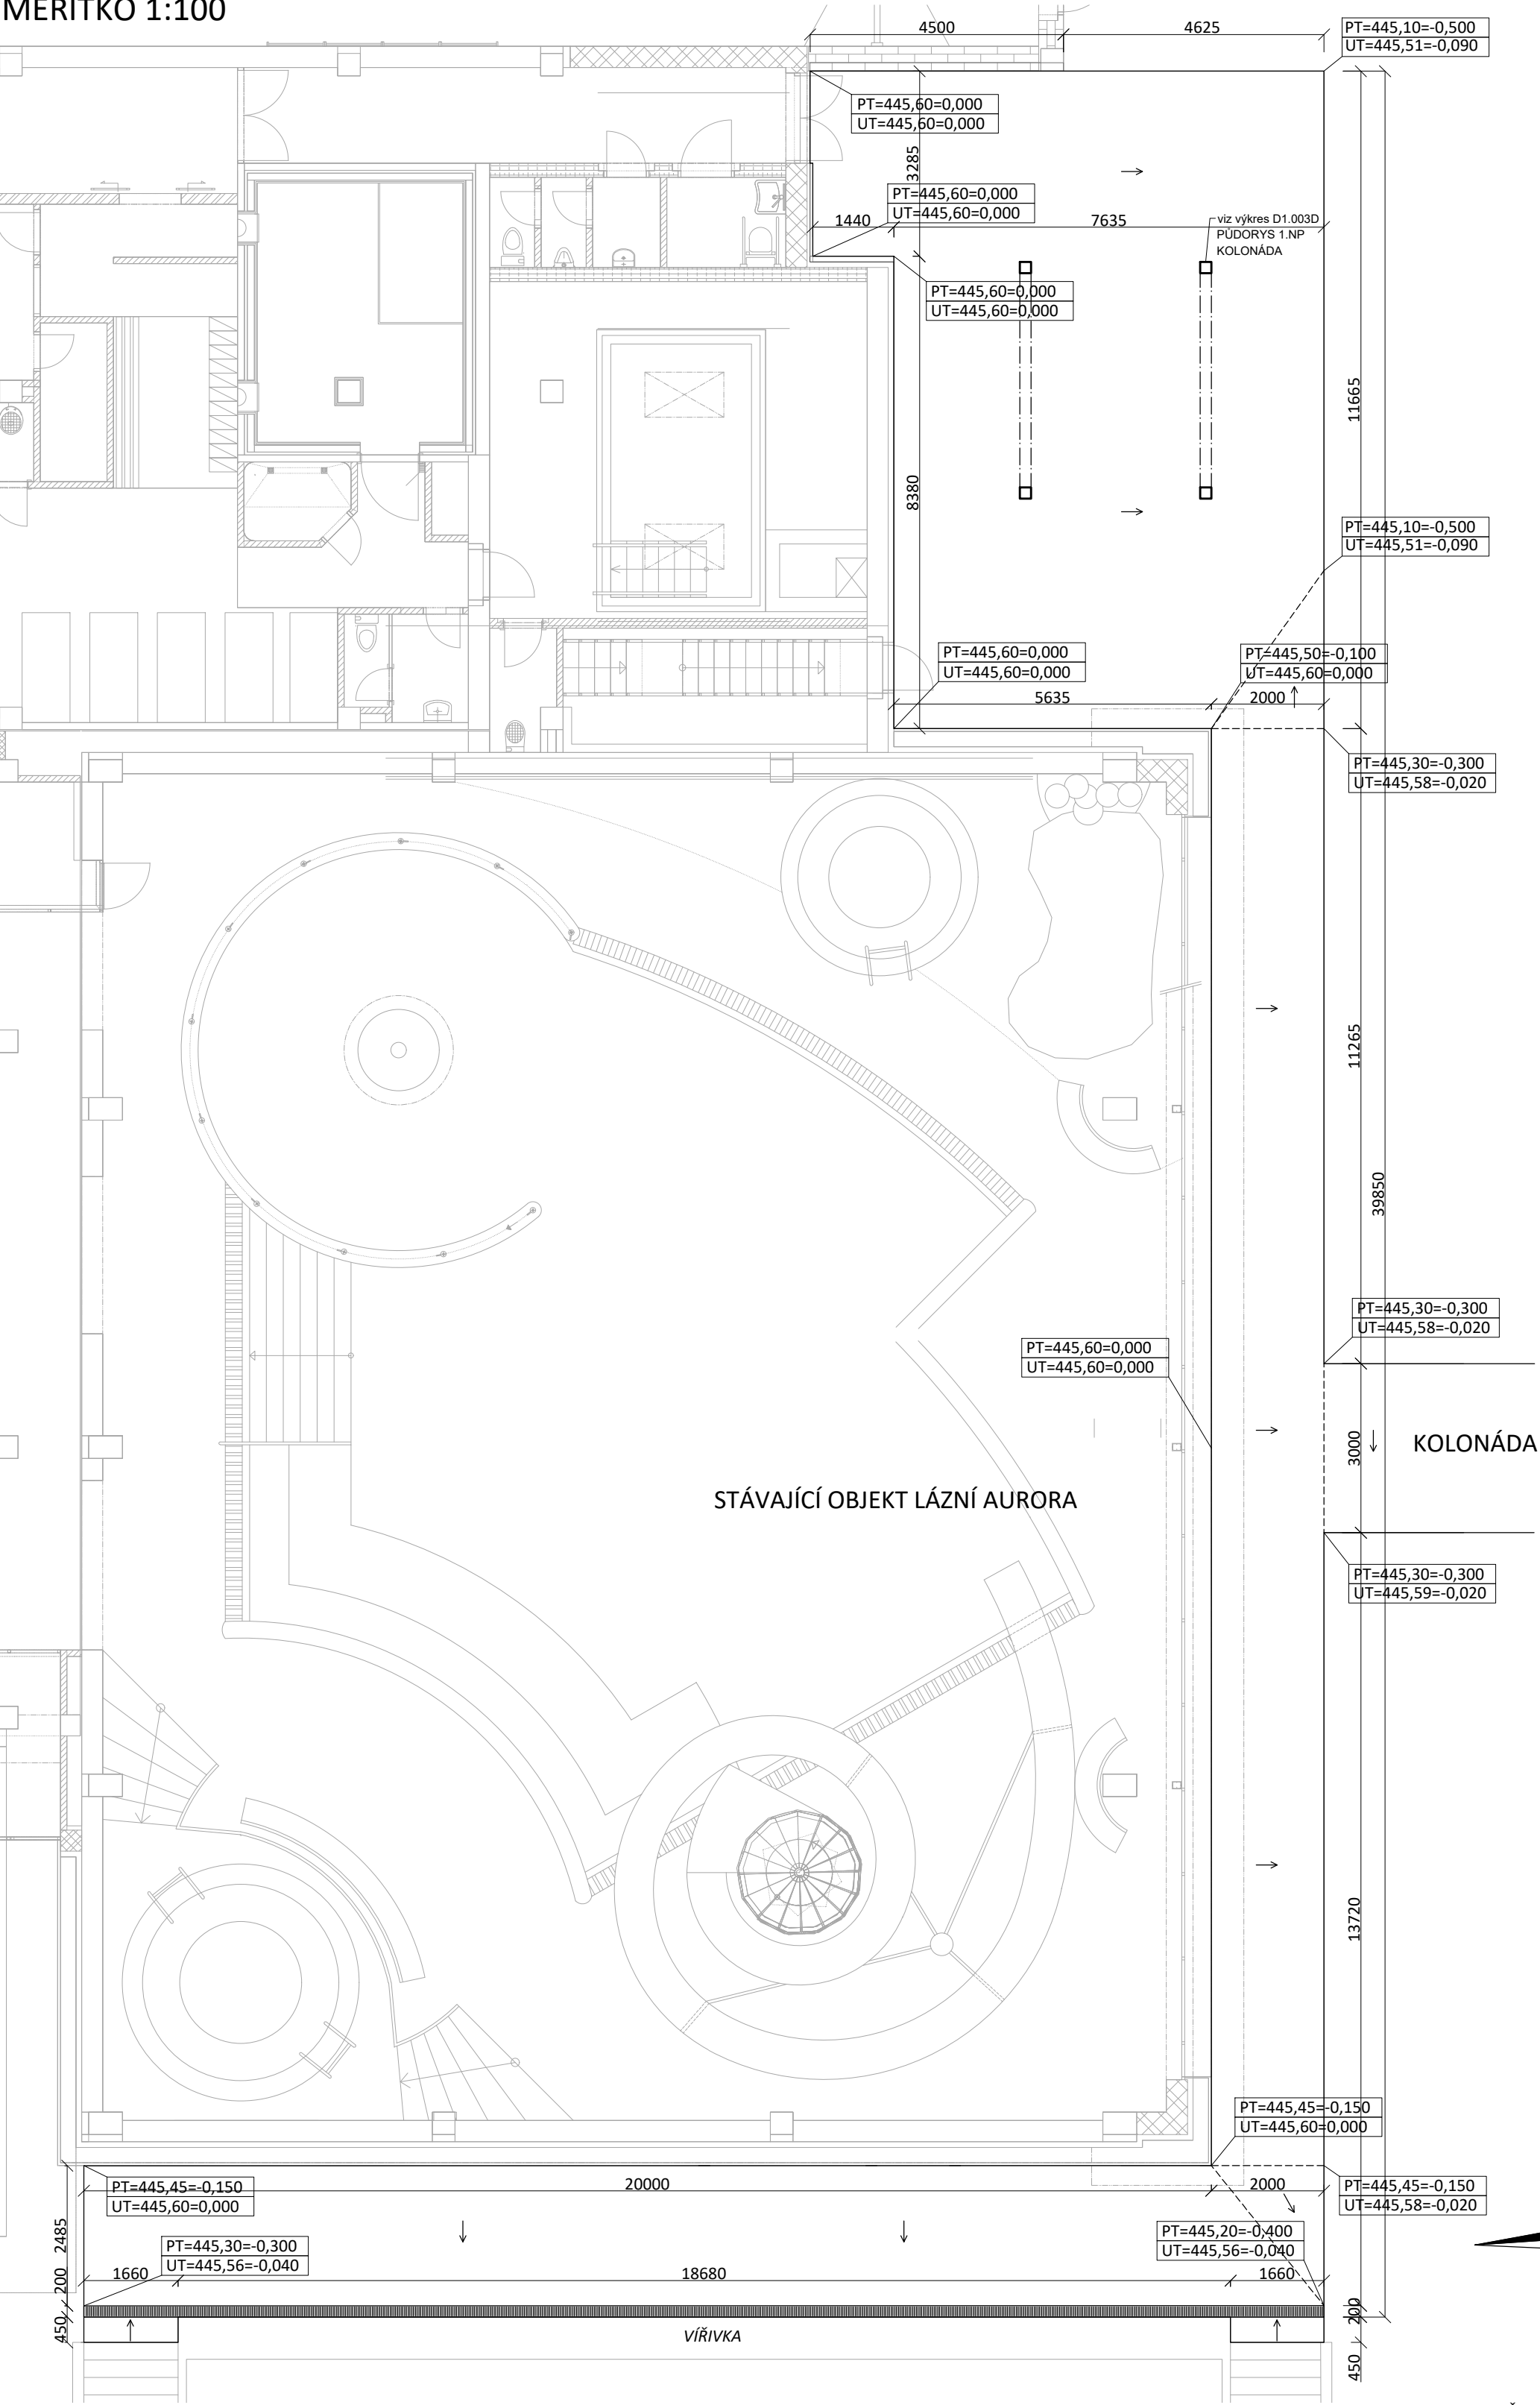 MĚŘÍTKO 1:100
4500
4625
PT=445,10=-0,500
UT=445,51=-0,090
PT=445,60=0,000
UT=445,60=0,000
3285
PT=445,60=0,000
UT=445,60=0,000
1440
7635
viz výkres D1.003D
PŮDORYS 1.NP
KOLONÁDA
PT=445,60=0,000
UT=445,60=0,000
11665
8380
PT=445,10=-0,500
UT=445,51=-0,090
PT=445,60=0,000
UT=445,60=0,000
PT=445,50=-0,100
UT=445,60=0,000
5635
2000
PT=445,30=-0,300
UT=445,58=-0,020
11265
39850
PT=445,30=-0,300
UT=445,58=-0,020
PT=445,60=0,000
UT=445,60=0,000
3000
KOLONÁDA
STÁVAJÍCÍ OBJEKT LÁZNÍ AURORA
PT=445,30=-0,300
UT=445,59=-0,020
13720
PT=445,45=-0,150
UT=445,60=0,000
PT=445,45=-0,150
UT=445,60=0,000
20000
2000
PT=445,45=-0,150
UT=445,58=-0,020
2485
PT=445,30=-0,300
UT=445,56=-0,040
PT=445,20=-0,400
UT=445,56=-0,040
200
1660
18680
1660
450
200
VÍŘIVKA
450